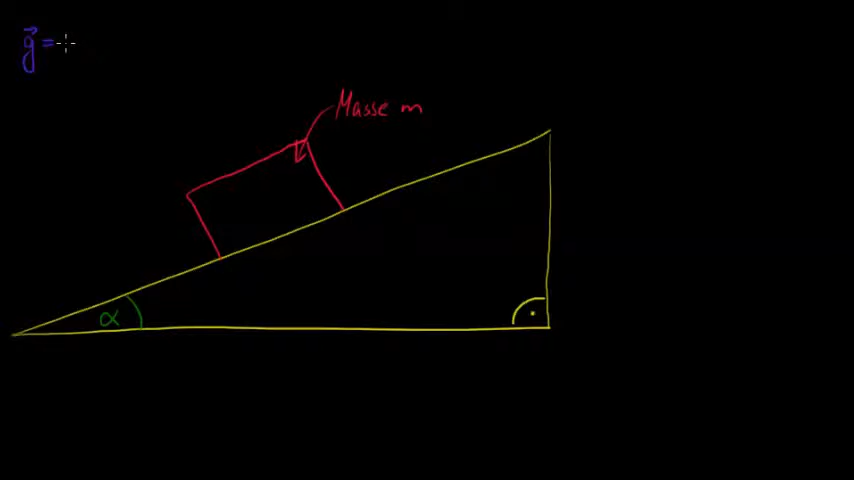 g⃗ =
Masse m
α